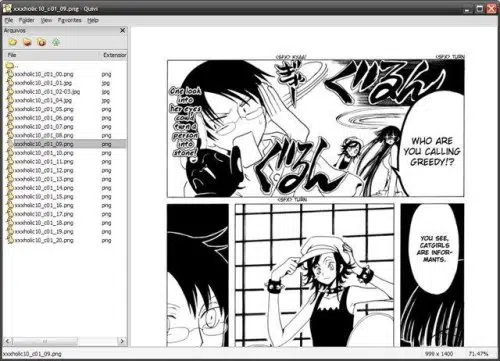 xxxholic10_c01_09.png - Quivi
File Folder View Favorites Help
Arquivos
File Extension
..
xxxholic10_c01_00.png png
xxxholic10_c01_01.jpg jpg
xxxholic10_c01_02-03.jpg jpg
xxxholic10_c01_04.jpg jpg
xxxholic10_c01_05.png png
xxxholic10_c01_06.png png
xxxholic10_c01_07.png png
xxxholic10_c01_08.png png
xxxholic10_c01_09.png png
xxxholic10_c01_10.png png
xxxholic10_c01_11.png png
xxxholic10_c01_12.png png
xxxholic10_c01_13.png png
xxxholic10_c01_14.png png
xxxholic10_c01_15.png png
xxxholic10_c01_16.png png
xxxholic10_c01_17.png png
xxxholic10_c01_18.png png
xxxholic10_c01_19.png png
xxxholic10_c01_20.png png
<SFX> TURN
One look
into
her eyes
could
turn a
person
into
stone!
ぐるん
ぐるん
WHO ARE
YOU CALLING
GREEDY!?
<SFX> TURN
YOU SEE,
CATGIRLS
ARE INFOR-
MANTS.
xxxholic10_c01_09.png
999 x 1400
71.47%